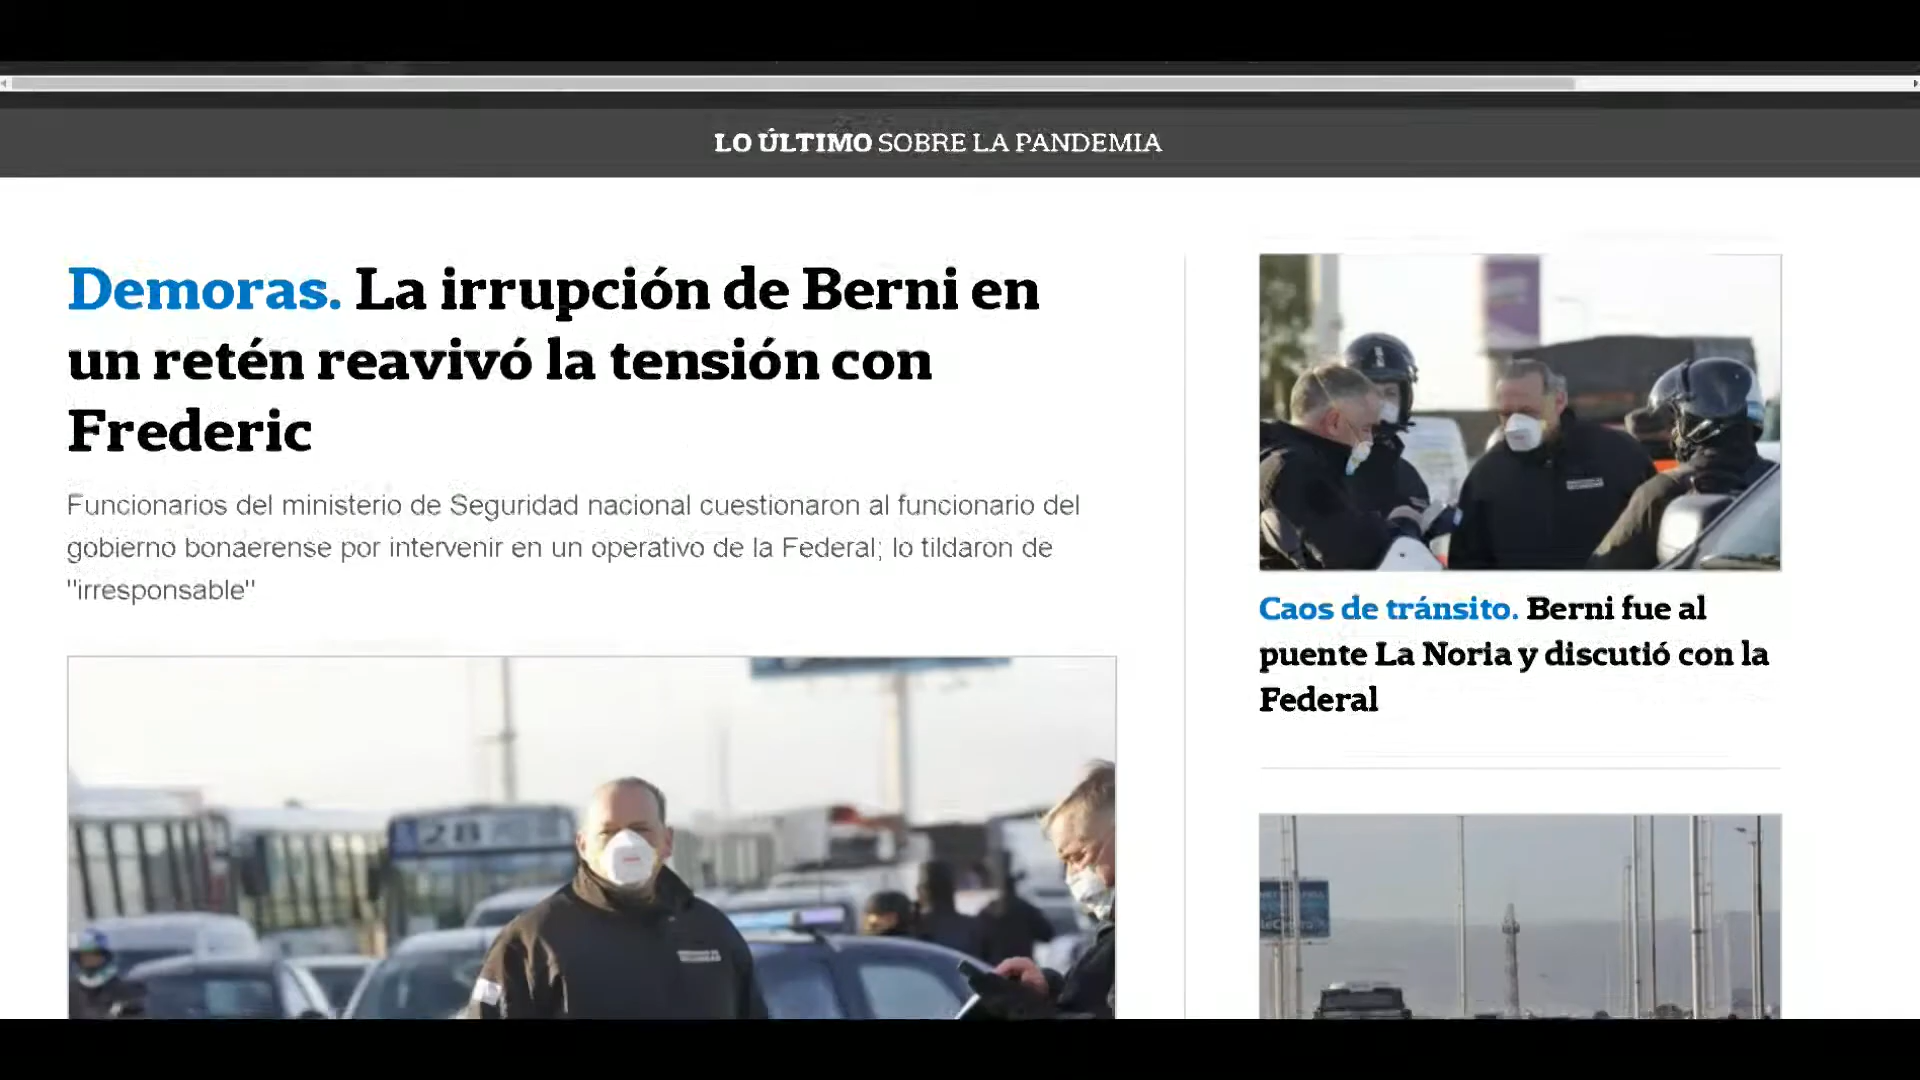 LO ÚLTIMO SOBRE LA PANDEMIA
Demoras. La irrupción de Berni en
un retén reavivó la tensión con
Frederic
Funcionarios del ministerio de Seguridad nacional cuestionaron al funcionario del
gobierno bonaerense por intervenir en un operativo de la Federal; lo tildaron de
"irresponsable"
28
Caos de tránsito. Berni fue al
puente La Noria y discutió con la
Federal